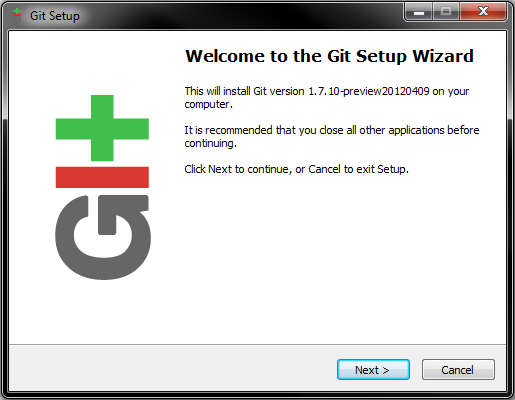 Git Setup
Welcome to the Git Setup Wizard
This will install Git version 1.7.10-preview20120409 on your
computer.
It is recommended that you close all other applications before
continuing.
Click Next to continue, or Cancel to exit Setup.
GIt
Next >
Cancel